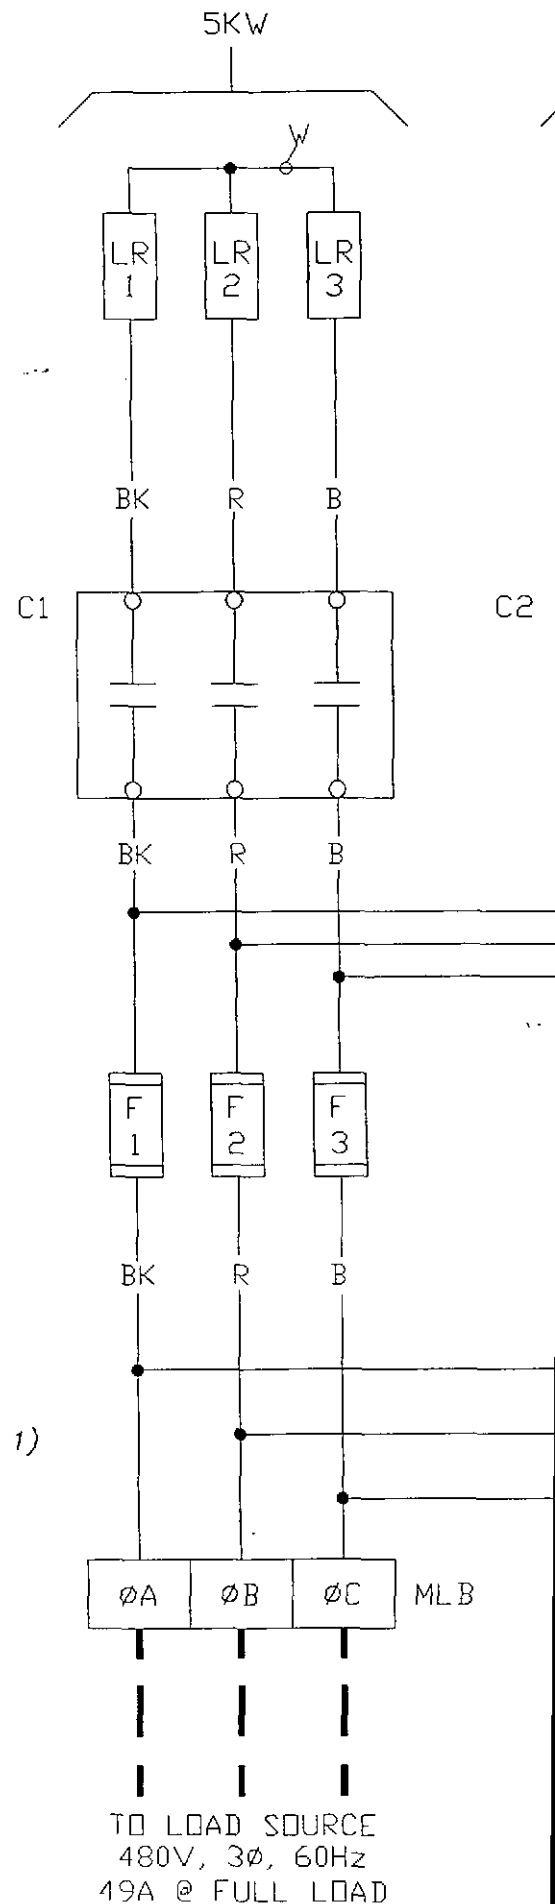 5KW
W
LR 1
LR 2
LR 3
BK R B
C1
C2
BK R B
F 1
F 2
F 3
BK R B
1)
ØA ØB ØC MLB
TO LOAD SOURCE
480V, 3Ø, 60Hz
49A @ FULL LOAD